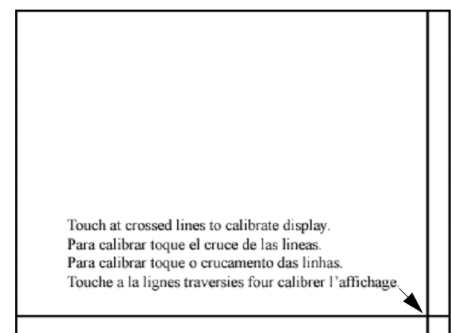 Touch at crossed lines to calibrate display.
Para calibrar toque el cruce de las lineas.
Para calibrar toque o crucamento das linhas.
Touche a la lignes traversies four calibrer l’affichage.